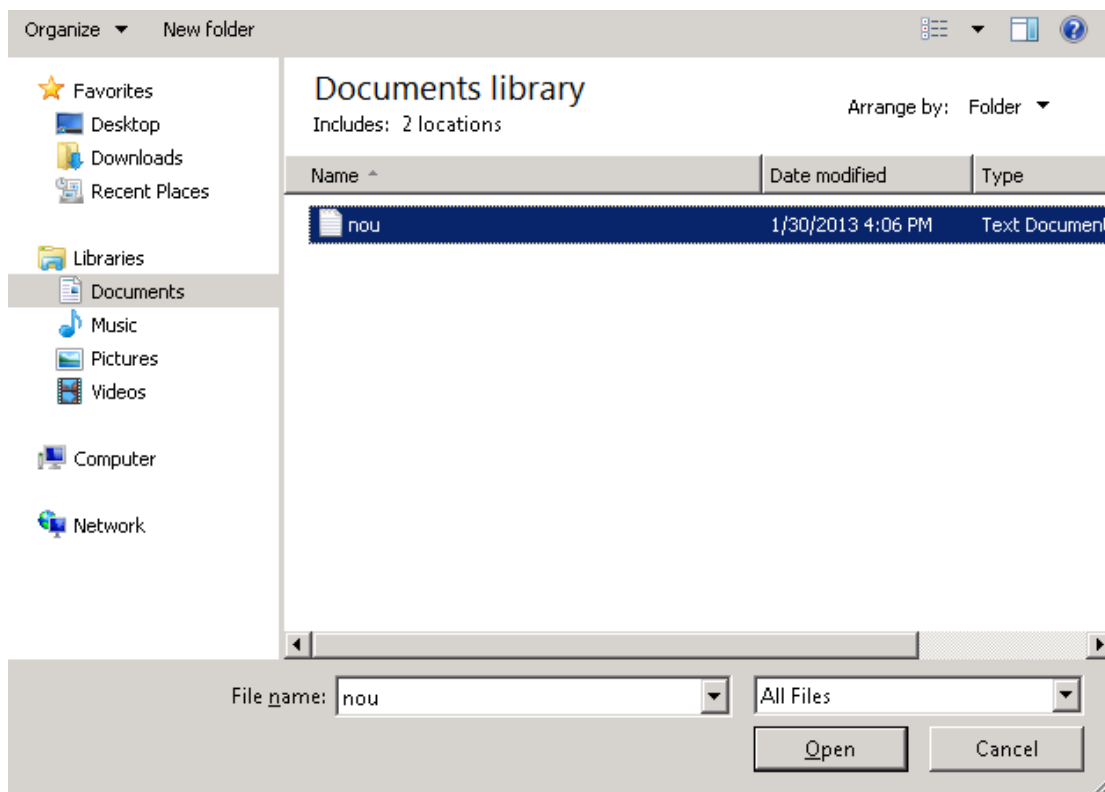 Organize New folder
Favorites
Desktop
Downloads
Recent Places
Libraries
Documents
Music
Pictures
Videos
Computer
Network
Documents library
Includes: 2 locations
Arrange by: Folder
Name Date modified Type
nou 1/30/2013 4:06 PM Text Documen
File name: nou All Files
Open Cancel